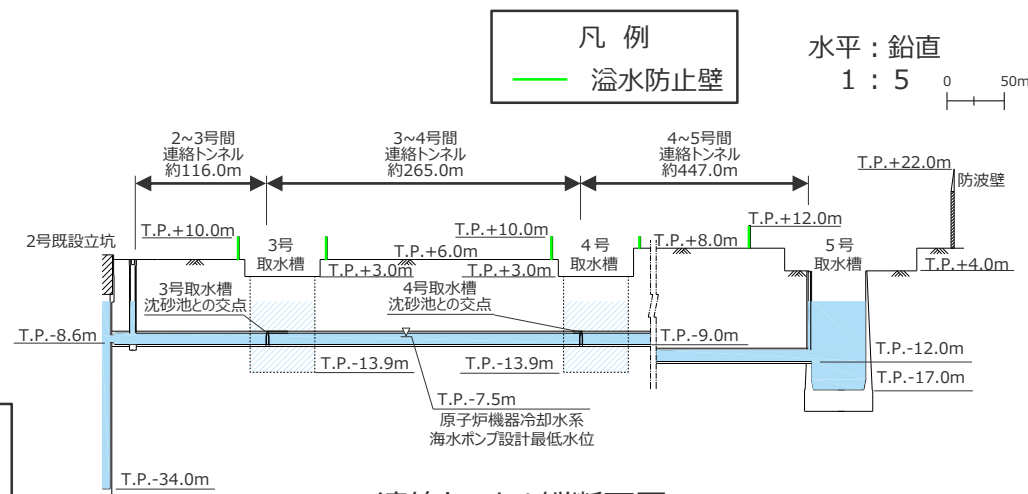 凡 例
溢水防止壁
水平：鉛直
1 : 5
0 50m
2~3号間
連絡トンネル
約116.0m
3~4号間
連絡トンネル
約265.0m
4~5号間
連絡トンネル
約447.0m
T.P.+22.0m
防波壁
2号既設立坑
T.P.+10.0m
3号
取水槽
T.P.+6.0m
T.P.+3.0m
T.P.+10.0m
T.P.+3.0m
4号
取水槽
T.P.+8.0m
T.P.+12.0m
5号
取水槽
T.P.+4.0m
3号取水槽
沈砂池との交点
4号取水槽
沈砂池との交点
T.P.-8.6m
T.P.-9.0m
T.P.-13.9m
T.P.-13.9m
T.P.-12.0m
T.P.-17.0m
T.P.-7.5m
原子炉機器冷却水系
海水ポンプ設計最低水位
T.P.-34.0m